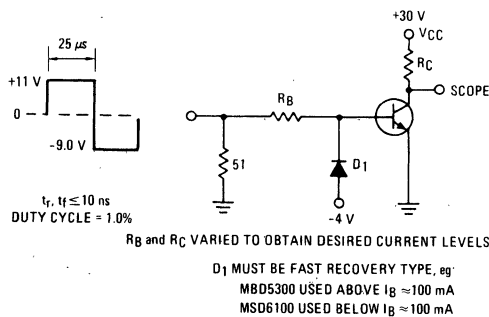 25 µs
+11 V
0
-9.0 V
tr, tf ≤ 10 ns
DUTY CYCLE = 1.0%
+30 V
VCC
RC
SCOPE
RB
51
D1
-4 V
RB and RC VARIED TO OBTAIN DESIRED CURRENT LEVELS
D1 MUST BE FAST RECOVERY TYPE, eg
MBD5300 USED ABOVE IB ≈ 100 mA
MSD6100 USED BELOW IB ≈ 100 mA